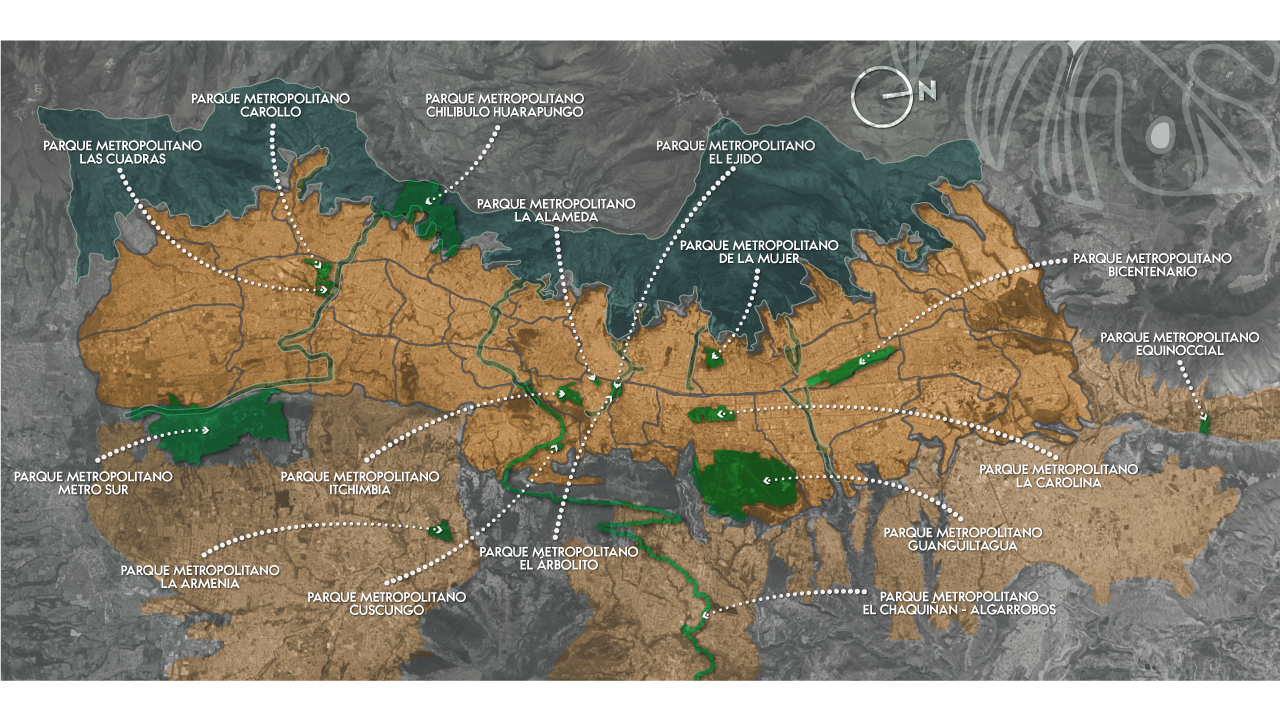 N
PARQUE METROPOLITANO
CAROLLO
PARQUE METROPOLITANO
CHILIBULO HUARAPUNGO
PARQUE METROPOLITANO
LAS CUADRAS
PARQUE METROPOLITANO
EL EJIDO
PARQUE METROPOLITANO
LA ALAMEDA
PARQUE METROPOLITANO
DE LA MUJER
PARQUE METROPOLITANO
BICENTENARIO
PARQUE METROPOLITANO
EQUINOCCIAL
PARQUE METROPOLITANO
METRO SUR
PARQUE METROPOLITANO
ITCHIMBIA
PARQUE METROPOLITANO
LA CAROLINA
PARQUE METROPOLITANO
GUANGÜILTAGUA
PARQUE METROPOLITANO
EL ÁRBOLITO
PARQUE METROPOLITANO
LA ARMENIA
PARQUE METROPOLITANO
CUSCUNGO
PARQUE METROPOLITANO
EL CHAQUIÑAN - ALGARROBOS